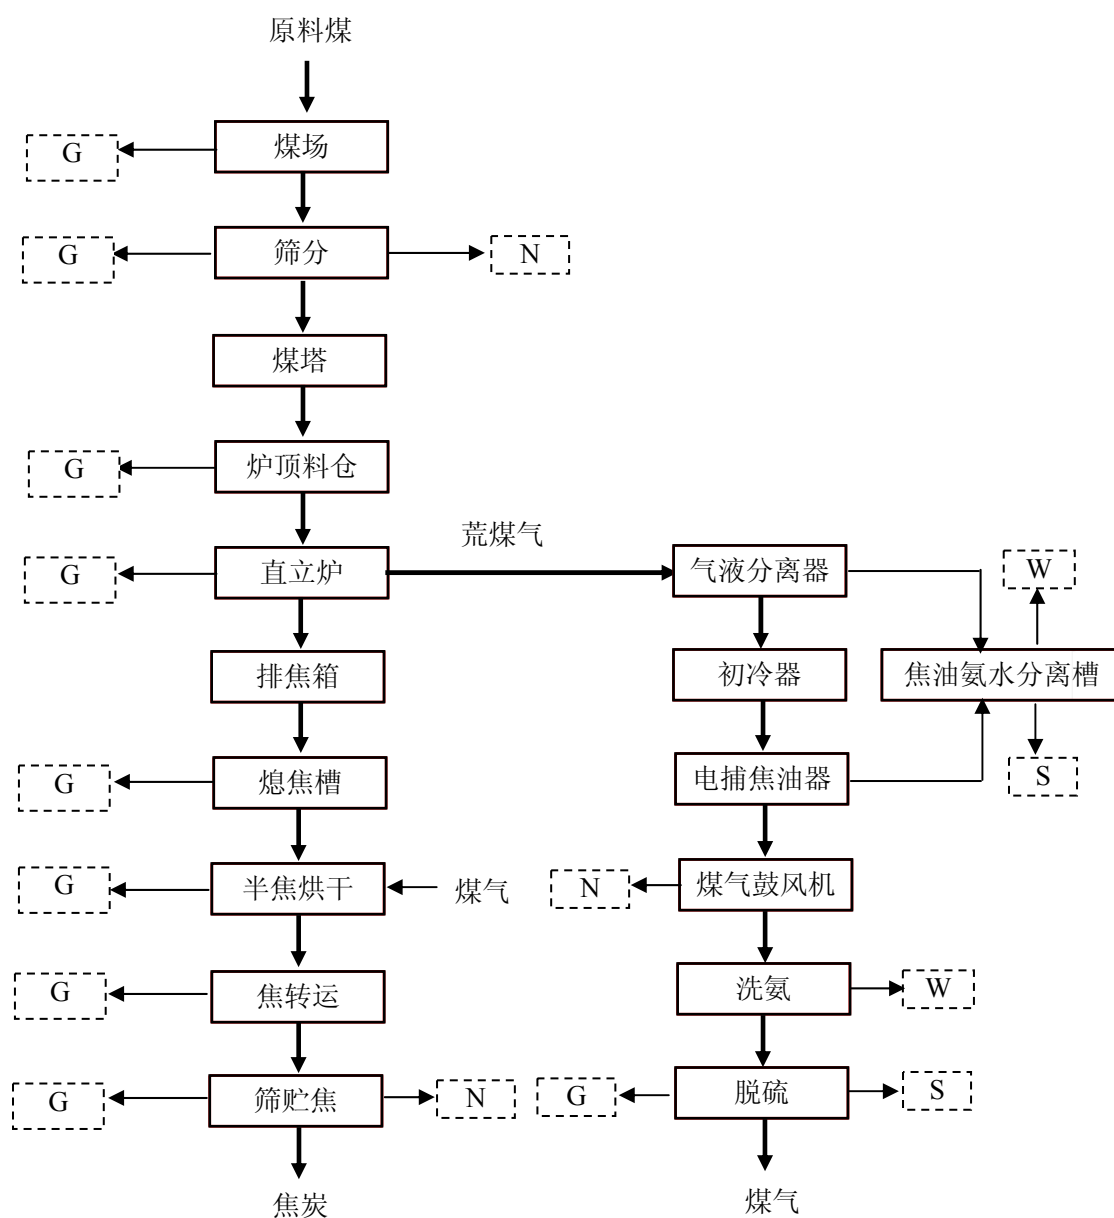 原料煤
G
煤场
G
筛分
N
煤塔
G
炉顶料仓
荒煤气
G
直立炉
气液分离器
W
排焦箱
初冷器
焦油氨水分离槽
G
熄焦槽
电捕焦油器
S
G
半焦烘干
煤气
N
煤气鼓风机
G
焦转运
洗氨
W
G
筛贮焦
N
G
脱硫
S
焦炭
煤气